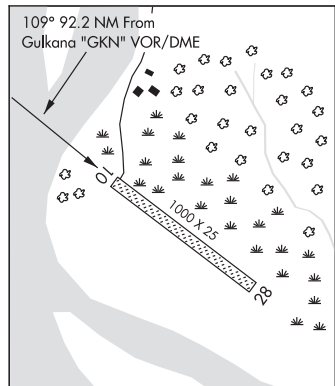 109° 92.2 NM From
Gulkana "GKN" VOR/DME
10
1000 X 25
28